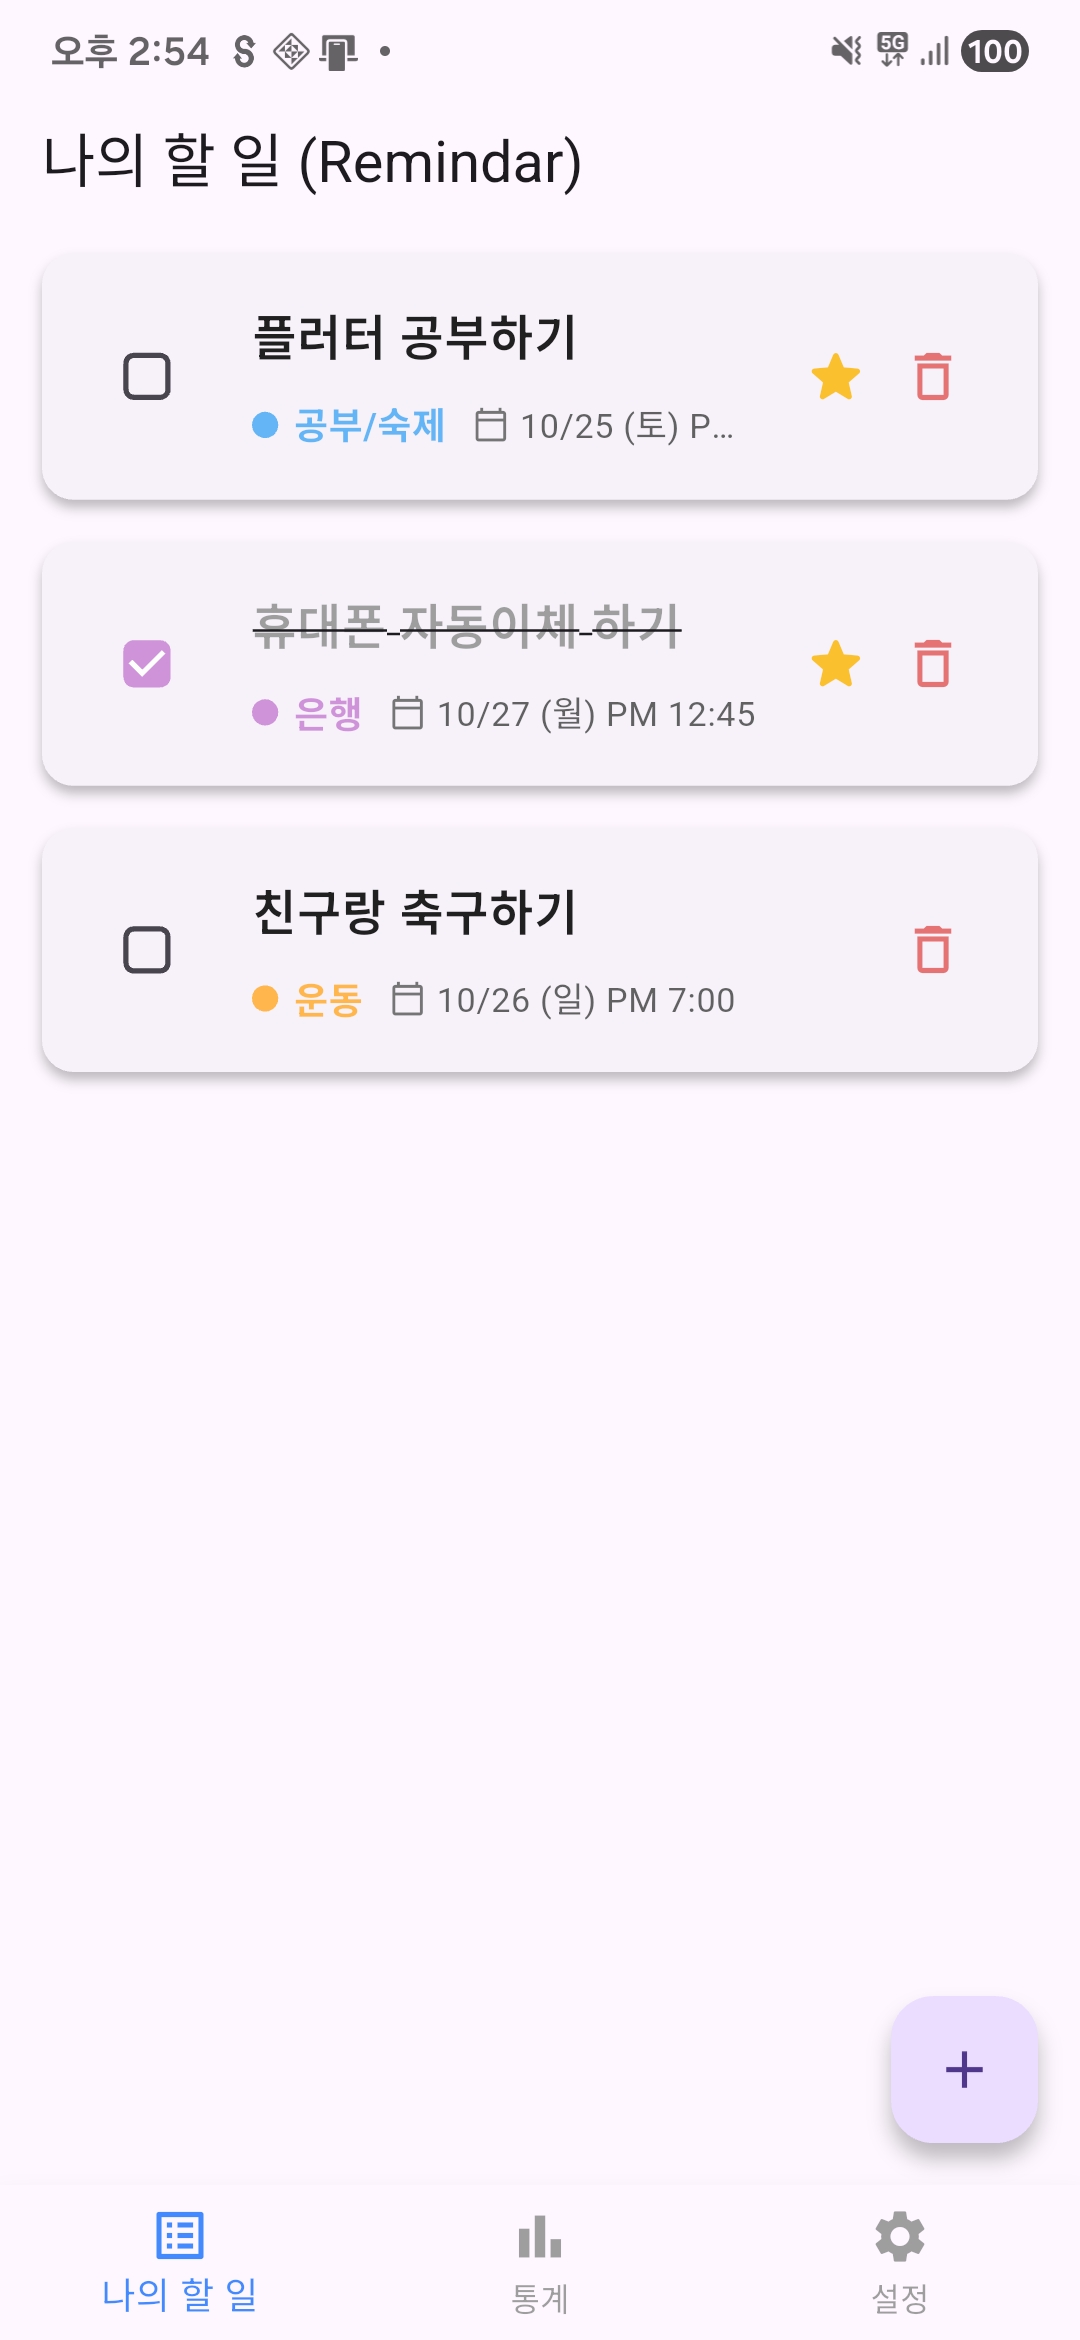 오후 2:54
5G
100
나의 할 일 (Remindar)
플러터 공부하기
공부/숙제 10/25 (토) P...
휴대폰 자동이체 하기
은행 10/27 (월) PM 12:45
친구랑 축구하기
운동 10/26 (일) PM 7:00
나의 할 일
통계
설정